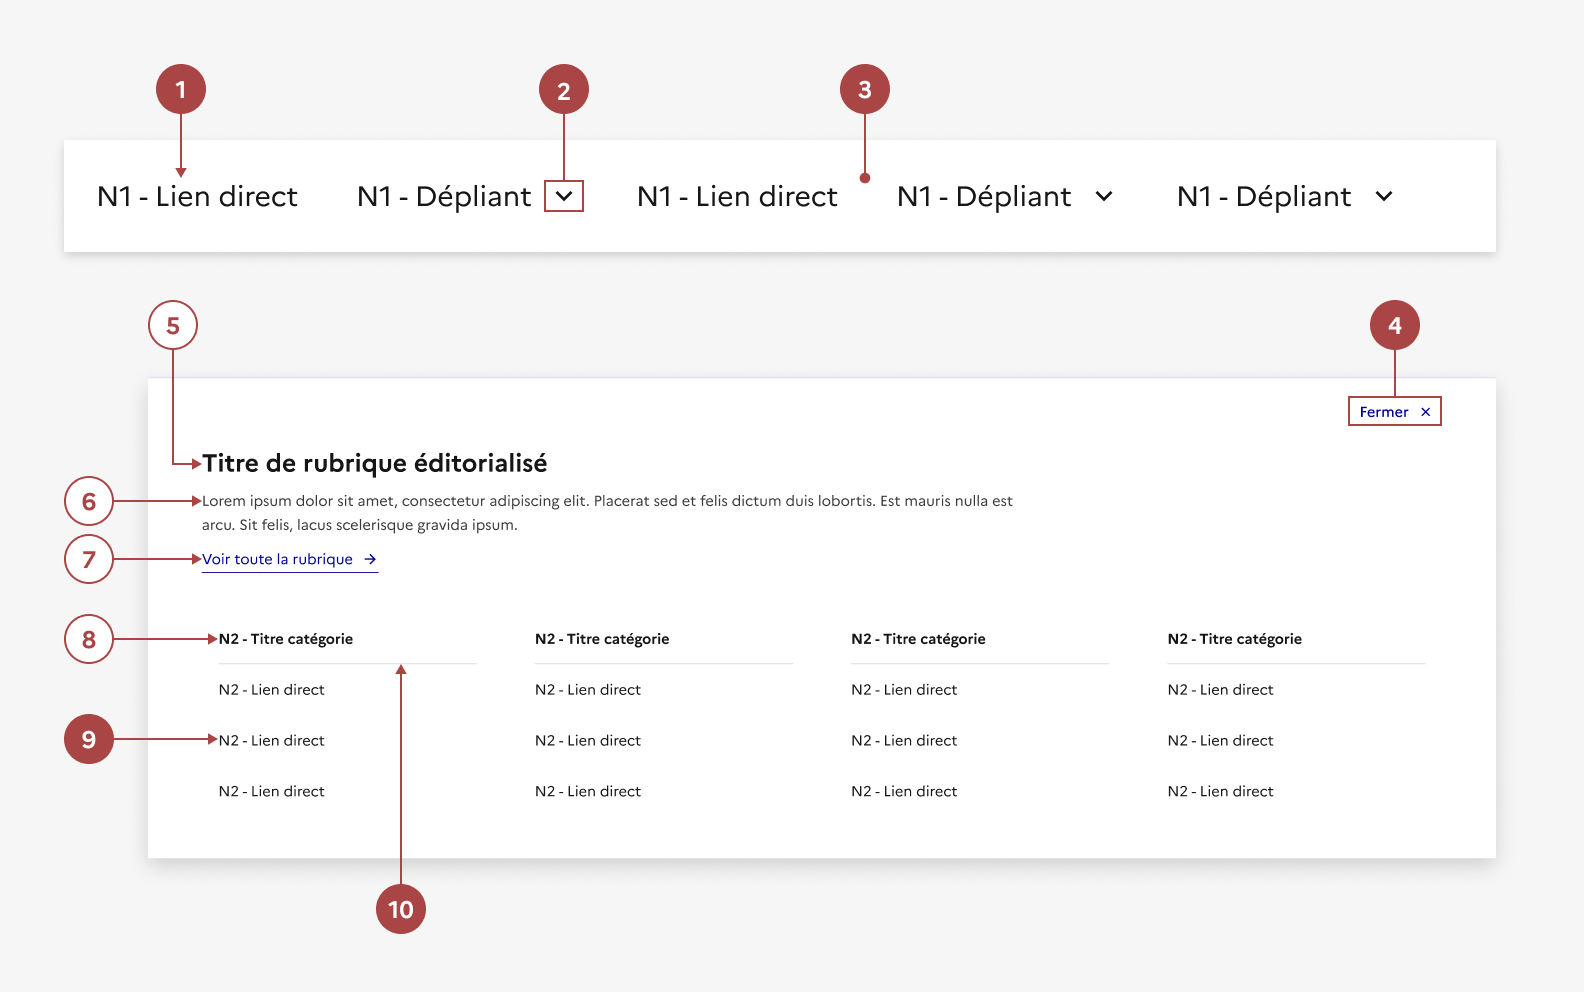 1
2
3
N1 - Lien direct
N1 - Dépliant
N1 - Lien direct
N1 - Dépliant
N1 - Dépliant
5
4
Fermer
Titre de rubrique éditorialisé
6
Lorem ipsum dolor sit amet, consectetur adipiscing elit. Placerat sed et felis dictum duis lobortis. Est mauris nulla est
arcu. Sit felis, lacus scelerisque gravida ipsum.
7
Voir toute la rubrique
8
N2 - Titre catégorie
N2 - Titre catégorie
N2 - Titre catégorie
N2 - Titre catégorie
N2 - Lien direct
N2 - Lien direct
N2 - Lien direct
N2 - Lien direct
9
N2 - Lien direct
N2 - Lien direct
N2 - Lien direct
N2 - Lien direct
N2 - Lien direct
N2 - Lien direct
N2 - Lien direct
N2 - Lien direct
10